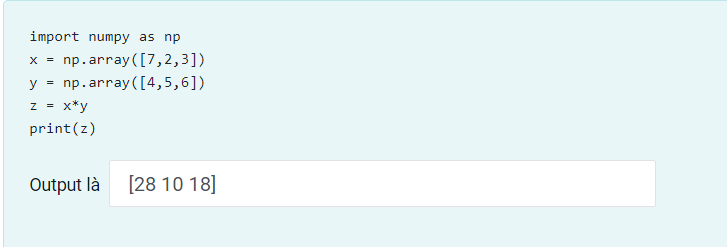 import numpy as np
x = np.array([7,2,3])
y = np.array([4,5,6])
z = x*y
print(z)
Output là [28 10 18]